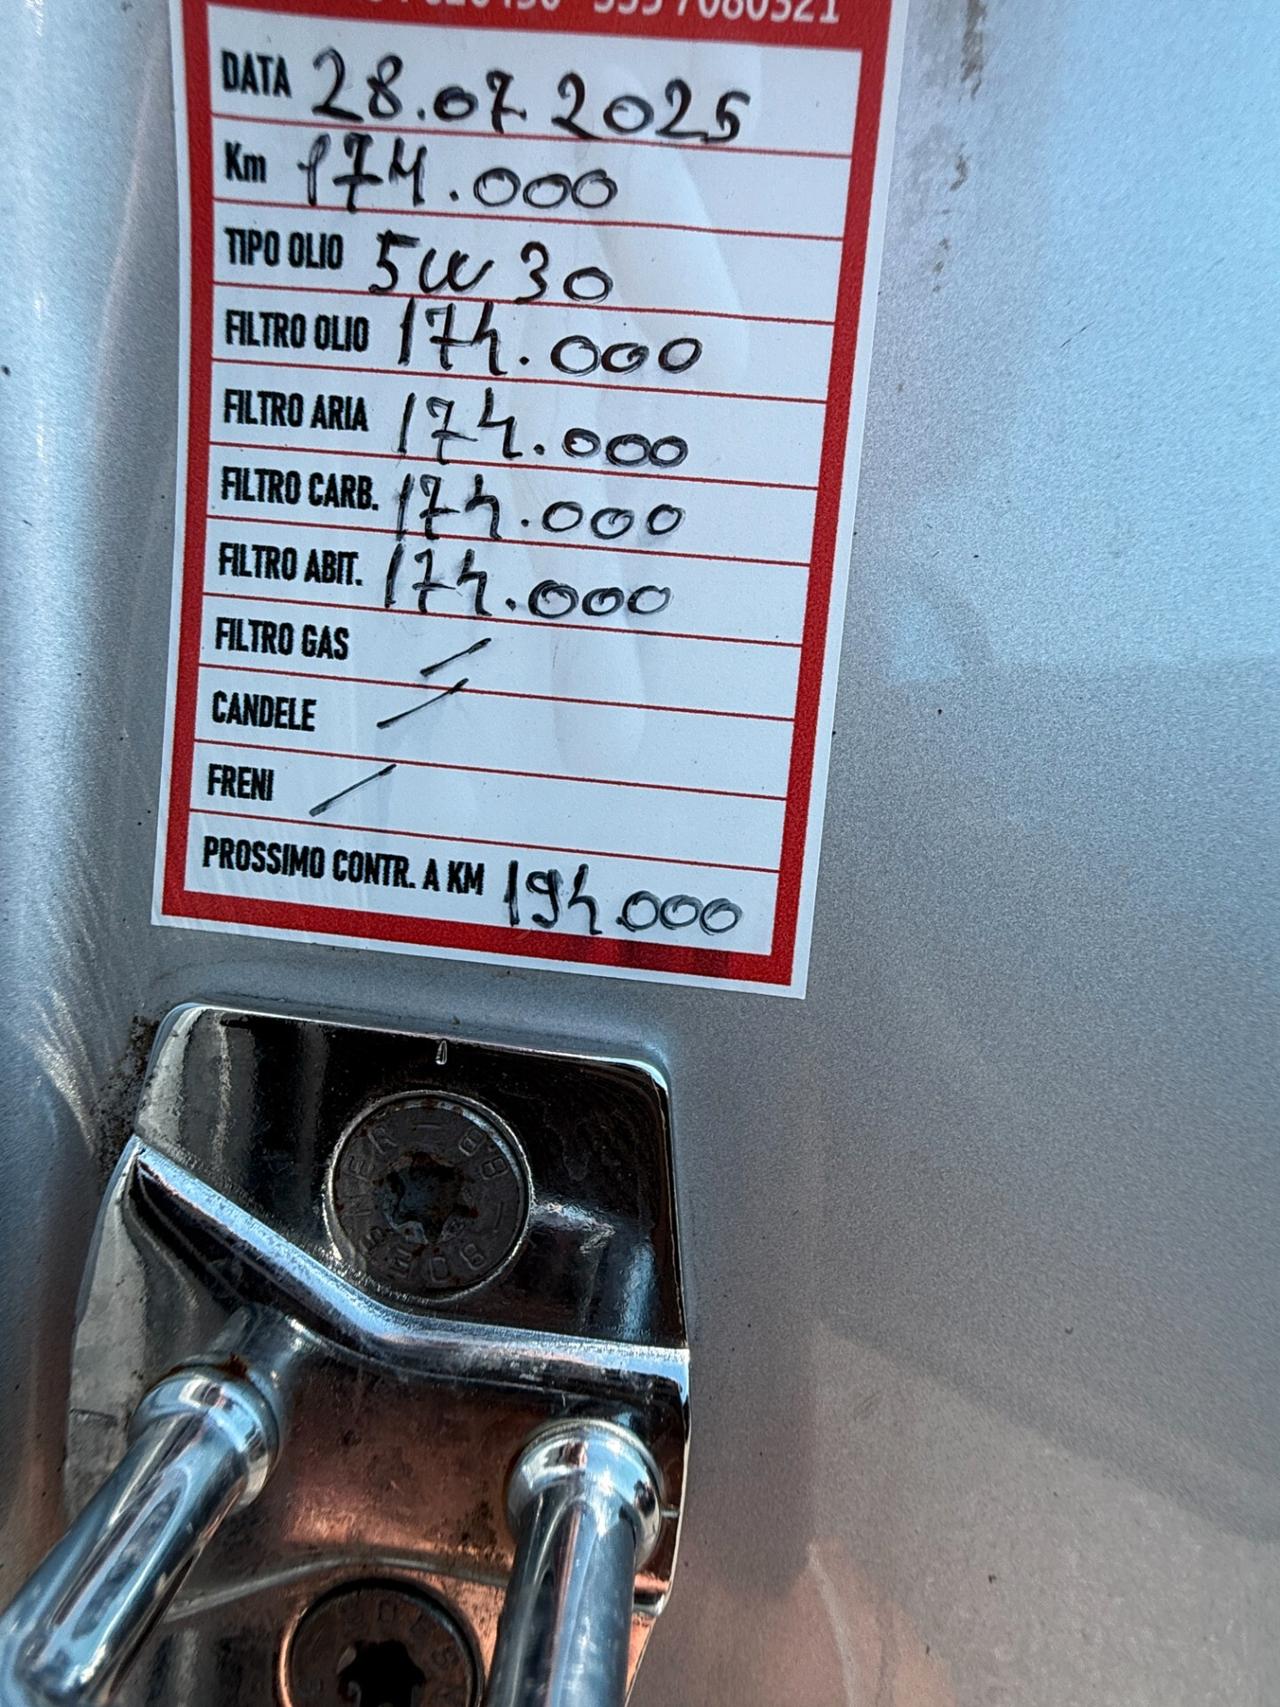 7080321
DATA 28.07.2025
Km 174.000
TIPO OLIO 5W30
FILTRO OLIO 174.000
FILTRO ARIA 174.000
FILTRO CARB. 174.000
FILTRO ABIT. 174.000
FILTRO GAS /
CANDELE /
FRENI /
PROSSIMO CONTR. A KM 194.000